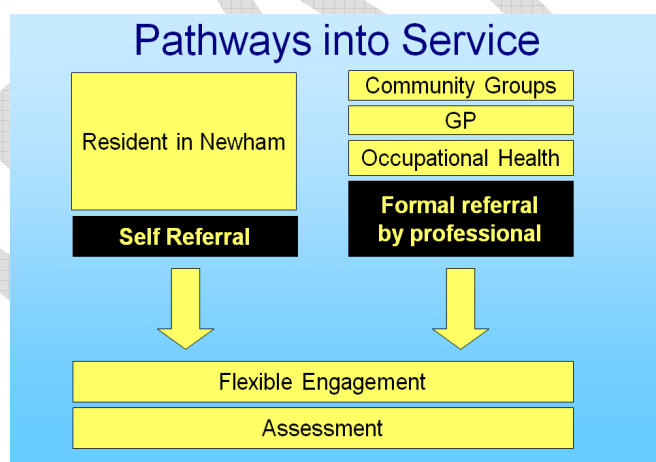 Pathways into Service
Resident in Newham
Self Referral
Community Groups
GP
Occupational Health
Formal referral
by professional
Flexible Engagement
Assessment